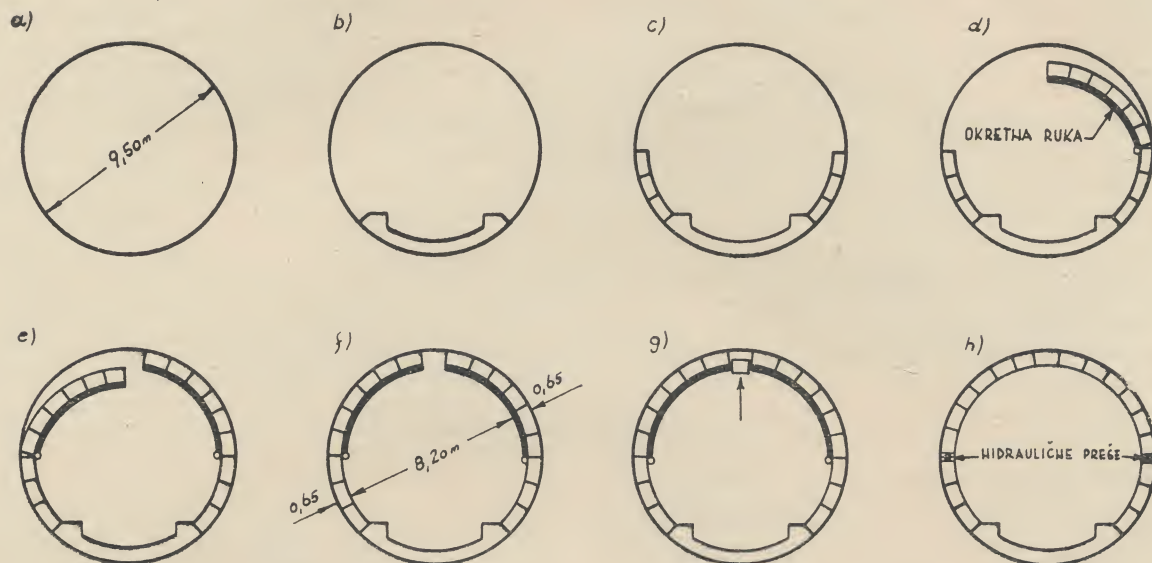 a)
b)
c)
d)
9,50m
OKRETNA RUKA
e)
f)
g)
h)
0,65
8,20m
0,65
HIDRAULIČNE PREŠE